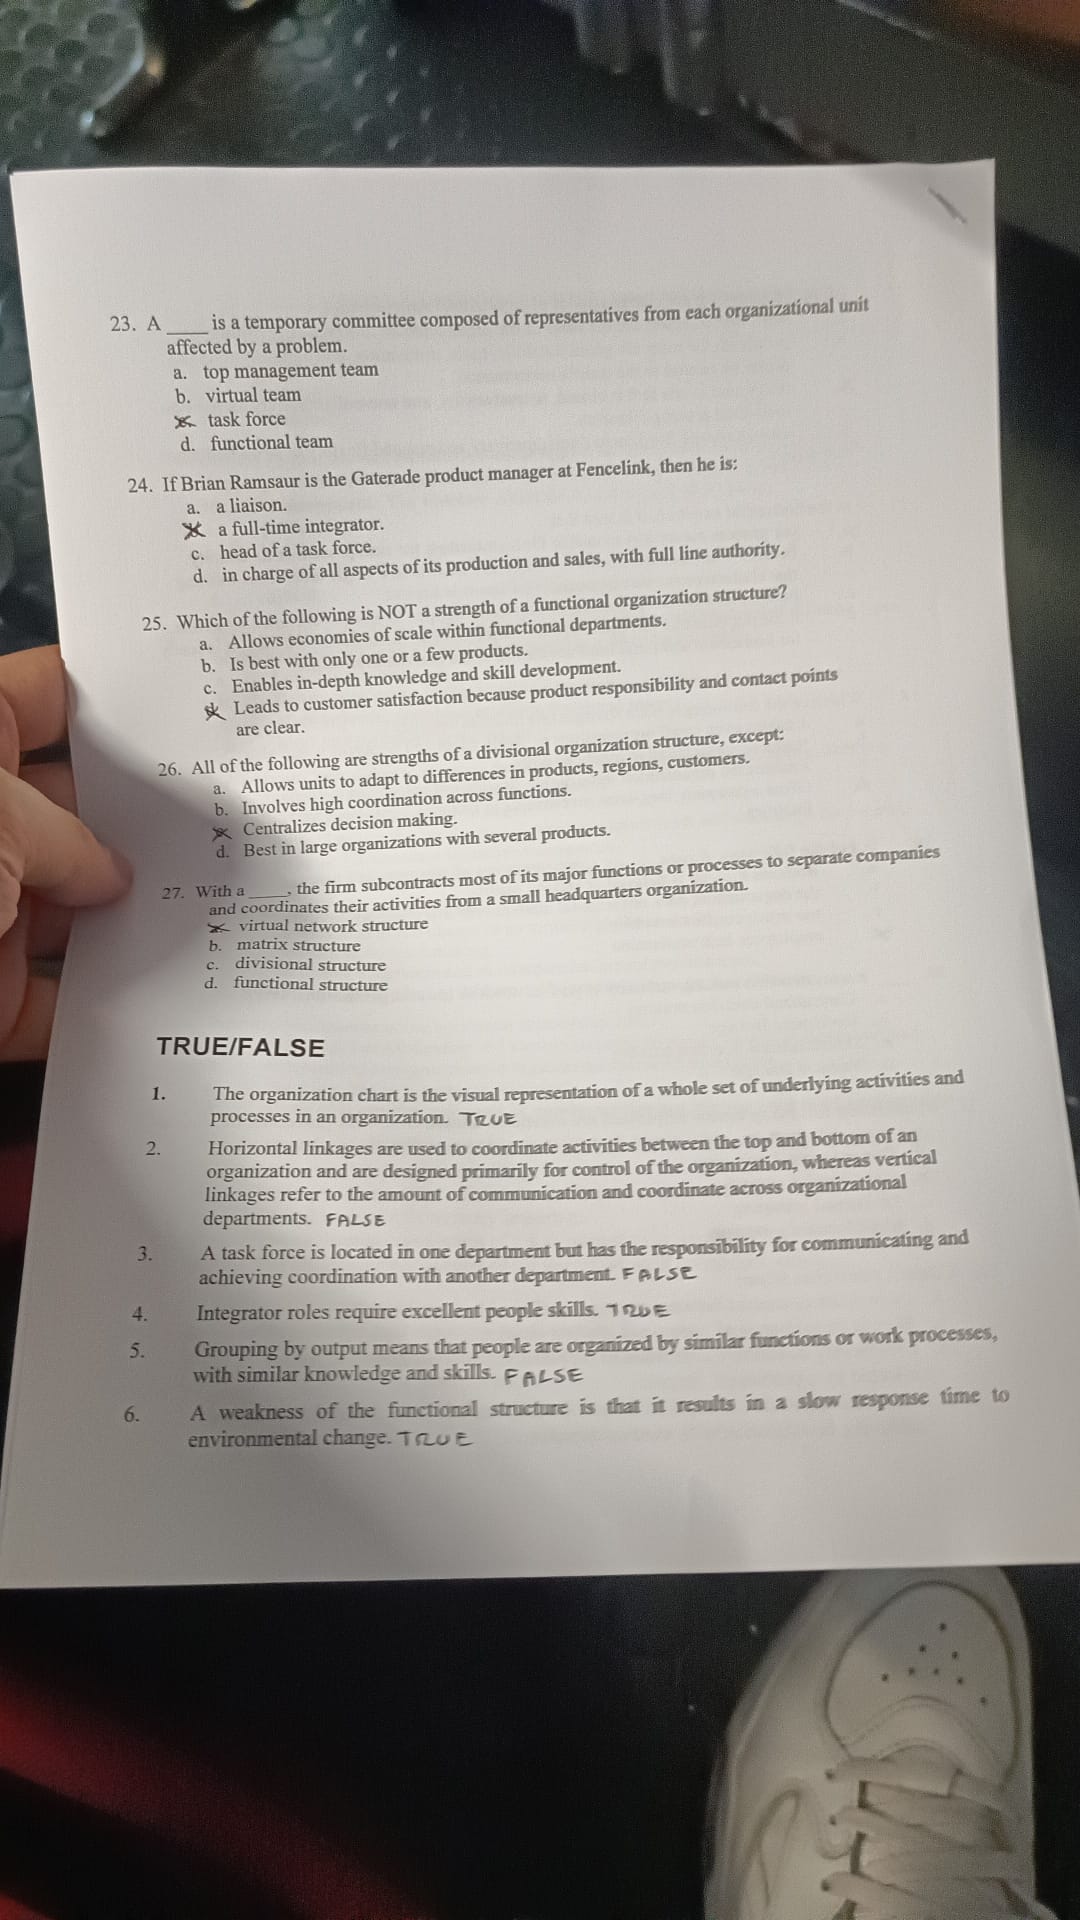 23. A ____ is a temporary committee composed of representatives from each organizational unit
affected by a problem.
a. top management team
b. virtual team
task force
d. functional team
24. If Brian Ramsaur is the Gaterade product manager at Fencelink, then he is:
a. a liaison.
a full-time integrator.
c. head of a task force.
d. in charge of all aspects of its production and sales, with full line authority.
25. Which of the following is NOT a strength of a functional organization structure?
a. Allows economies of scale within functional departments.
b. Is best with only one or a few products.
c. Enables in-depth knowledge and skill development.
Leads to customer satisfaction because product responsibility and contact points
are clear.
26. All of the following are strengths of a divisional organization structure, except:
a. Allows units to adapt to differences in products, regions, customers.
b. Involves high coordination across functions.
Centralizes decision making.
d. Best in large organizations with several products.
27. With a ____, the firm subcontracts most of its major functions or processes to separate companies
and coordinates their activities from a small headquarters organization.
virtual network structure
b. matrix structure
c. divisional structure
d. functional structure
TRUE/FALSE
1. The organization chart is the visual representation of a whole set of underlying activities and
processes in an organization. TRUE
2. Horizontal linkages are used to coordinate activities between the top and bottom of an
organization and are designed primarily for control of the organization, whereas vertical
linkages refer to the amount of communication and coordinate across organizational
departments. FALSE
3. A task force is located in one department but has the responsibility for communicating and
achieving coordination with another department. FALSE
4. Integrator roles require excellent people skills. TRUE
5. Grouping by output means that people are organized by similar functions or work processes,
with similar knowledge and skills. FALSE
6. A weakness of the functional structure is that it results in a slow response time to
environmental change. TRUE